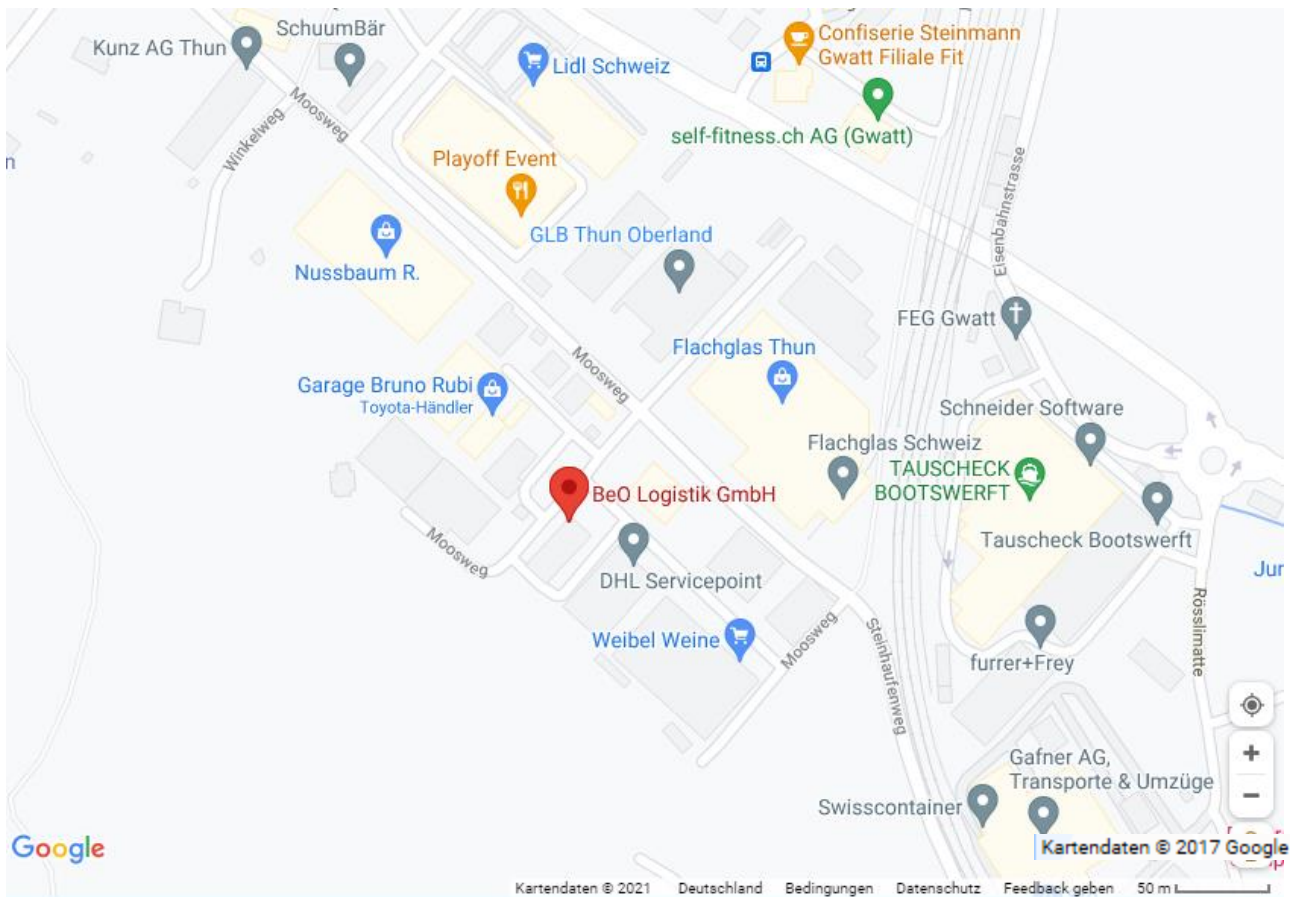 Confiserie Steinmann
Gwatt Filiale Fit
SchuumBär
Kunz AG Thun
Lidl Schweiz
Moosweg
Winkelweg
self-fitness.ch AG (Gwatt)
Playoff Event
Eisenbahnstrasse
GLB Thun Oberland
Nussbaum R.
FEG Gwatt
Flachglas Thun
Moosweg
Garage Bruno Rubi
Toyota-Händler
Schneider Software
Flachglas Schweiz
TAUSCHECK
BOOTSWERFT
BeO Logistik GmbH
Tauscheck Bootswerft
Moosweg
DHL Servicepoint
Jur
Rösslimatte
Weibel Weine
Moosweg
Steinhaufenweg
furrer+Frey
Gafner AG,
Transporte & Umzüge
Swisscontainer
Google
Kartendaten © 2017 Google
Kartendaten © 2021 Deutschland Bedingungen Datenschutz Feedback geben 50 m